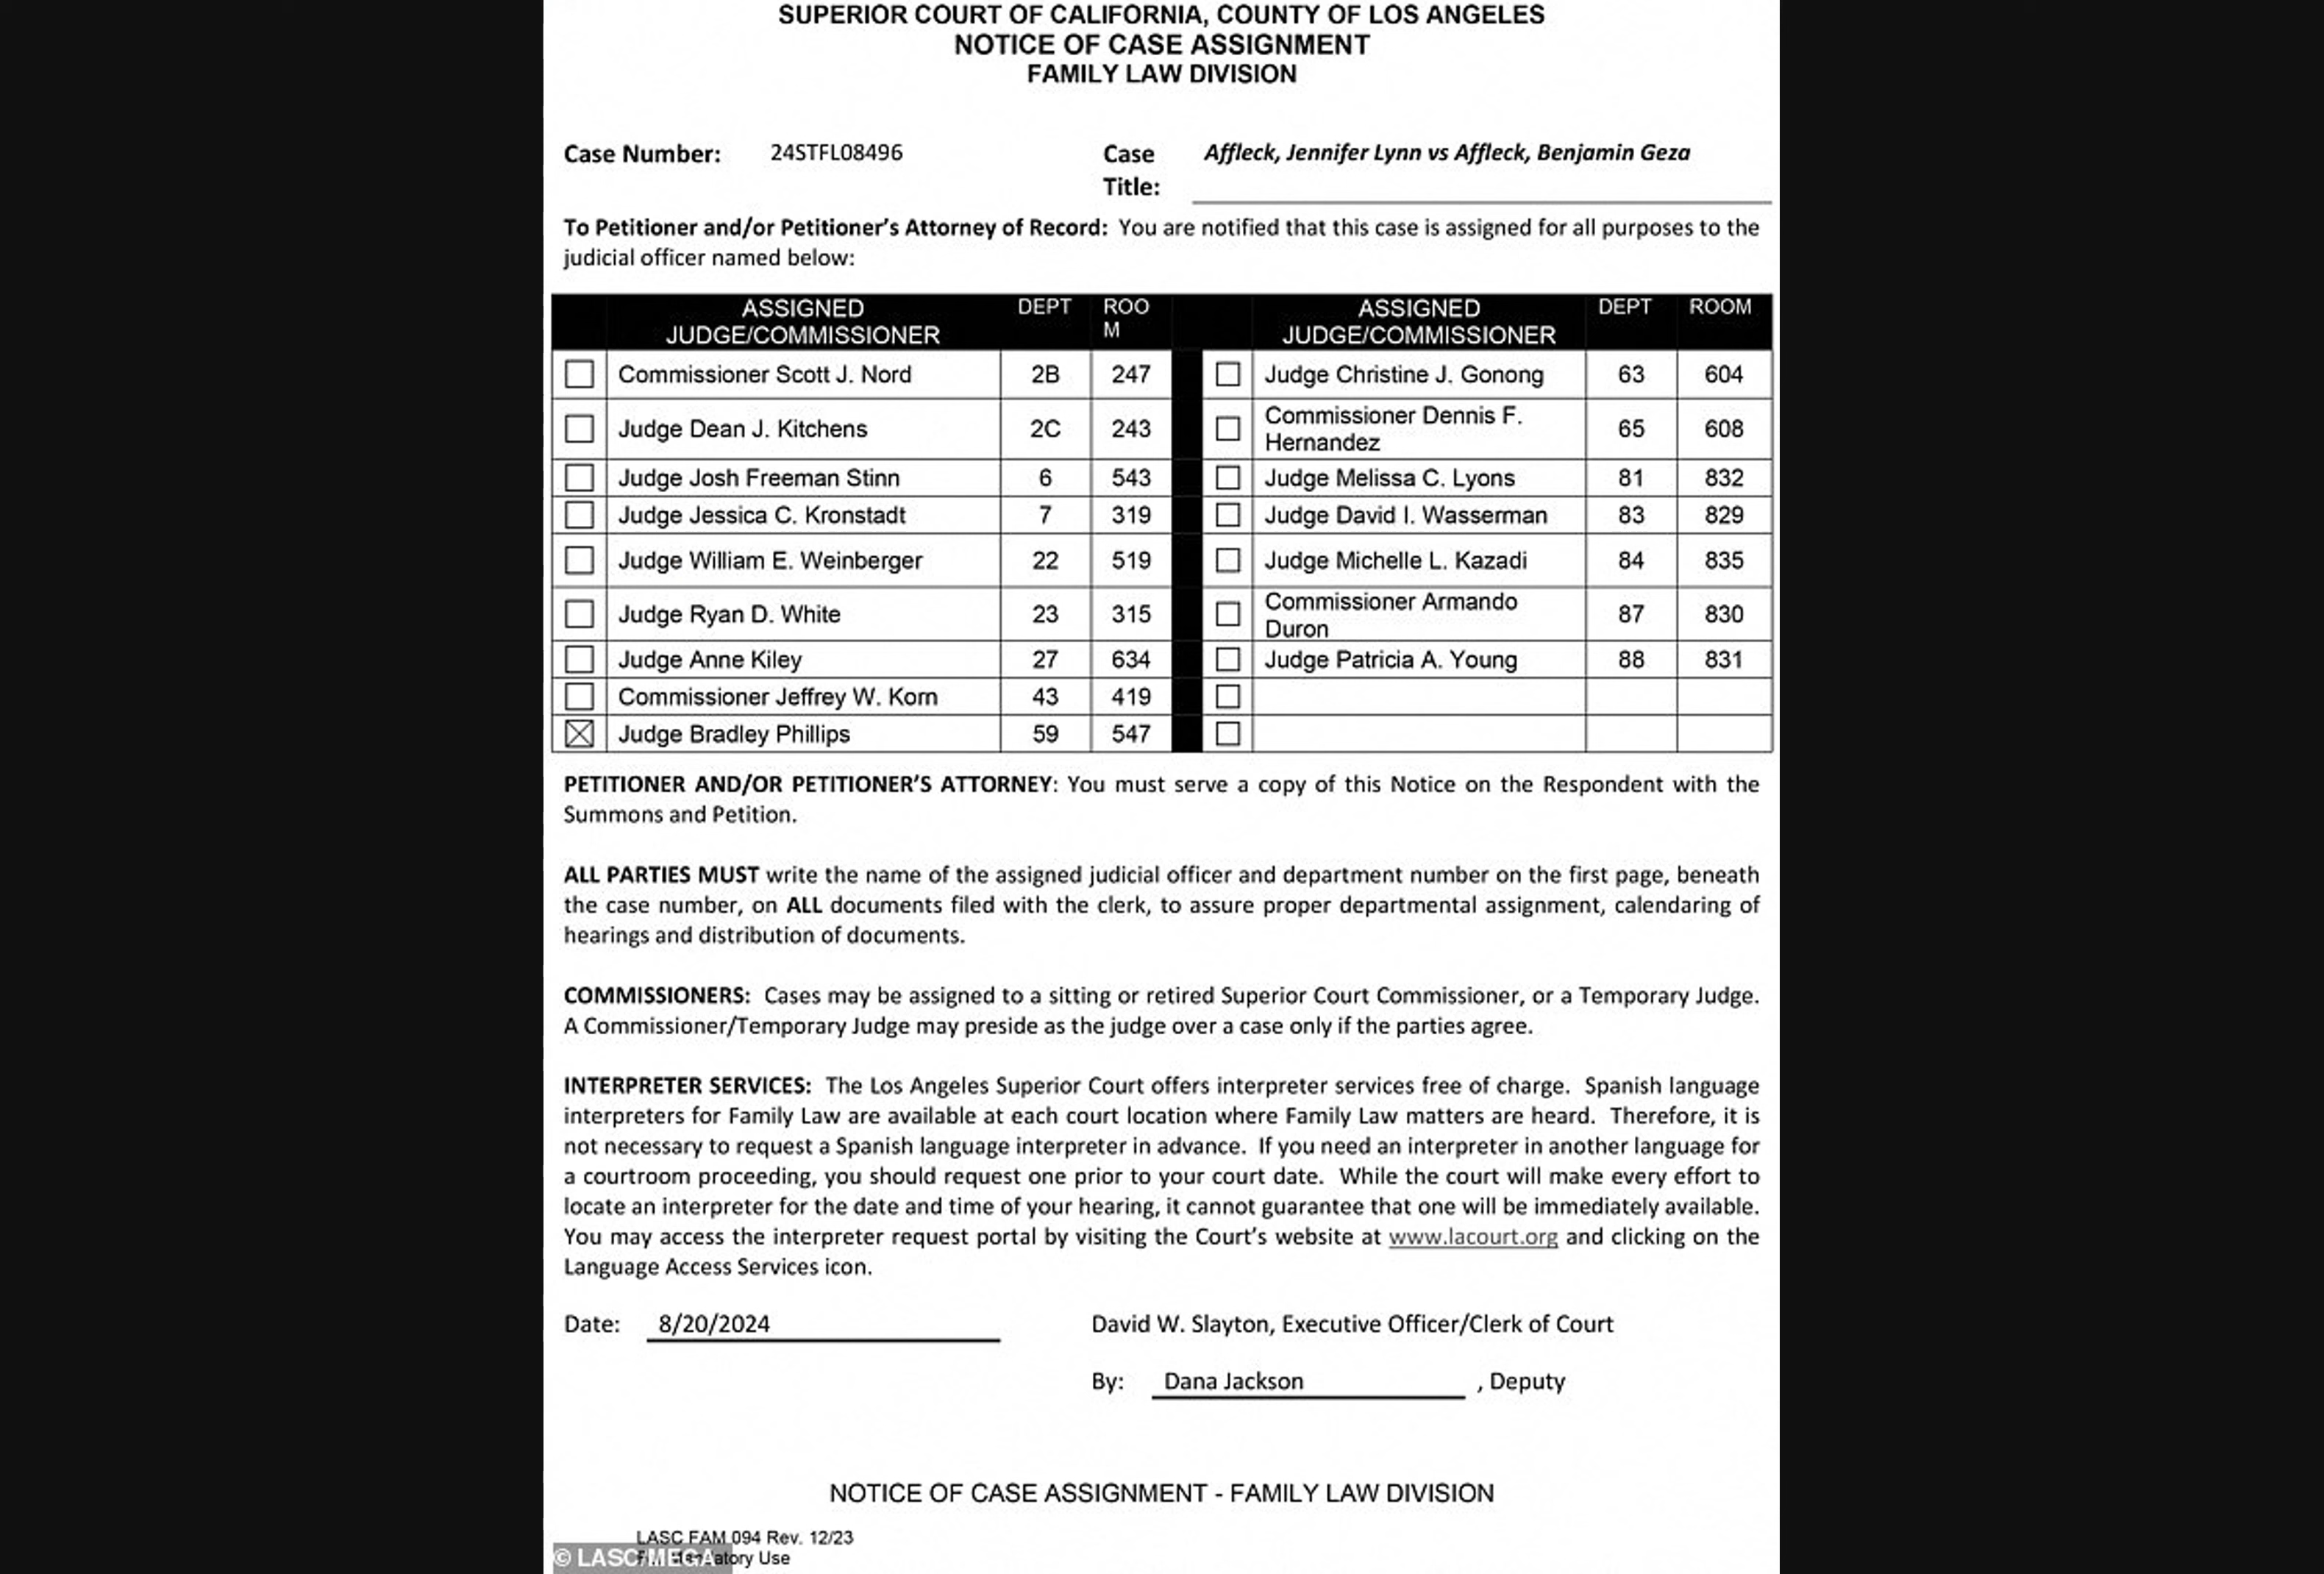 SUPERIOR COURT OF CALIFORNIA, COUNTY OF LOS ANGELES
NOTICE OF CASE ASSIGNMENT
FAMILY LAW DIVISION
Case Number: 24STFL08496 Case Title: Affleck, Jennifer Lynn vs Affleck, Benjamin Geza
To Petitioner and/or Petitioner’s Attorney of Record: You are notified that this case is assigned for all purposes to the
judicial officer named below:
ASSIGNED JUDGE/COMMISSIONER DEPT ROOM ASSIGNED JUDGE/COMMISSIONER DEPT ROOM
Commissioner Scott J. Nord 2B 247 Judge Christine J. Gonong 63 604
Judge Dean J. Kitchens 2C 243 Commissioner Dennis F. Hernandez 65 608
Judge Josh Freeman Stinn 6 543 Judge Melissa C. Lyons 81 832
Judge Jessica C. Kronstadt 7 319 Judge David I. Wasserman 83 829
Judge William E. Weinberger 22 519 Judge Michelle L. Kazadi 84 835
Judge Ryan D. White 23 315 Commissioner Armando Duron 87 830
Judge Anne Kiley 27 634 Judge Patricia A. Young 88 831
Commissioner Jeffrey W. Korn 43 419
Judge Bradley Phillips 59 547
PETITIONER AND/OR PETITIONER’S ATTORNEY: You must serve a copy of this Notice on the Respondent with the
Summons and Petition.
ALL PARTIES MUST write the name of the assigned judicial officer and department number on the first page, beneath
the case number, on ALL documents filed with the clerk, to assure proper departmental assignment, calendaring of
hearings and distribution of documents.
COMMISSIONERS: Cases may be assigned to a sitting or retired Superior Court Commissioner, or a Temporary Judge.
A Commissioner/Temporary Judge may preside as the judge over a case only if the parties agree.
INTERPRETER SERVICES: The Los Angeles Superior Court offers interpreter services free of charge. Spanish language
interpreters for Family Law are available at each court location where Family Law matters are heard. Therefore, it is
not necessary to request a Spanish language interpreter in advance. If you need an interpreter in another language for
a courtroom proceeding, you should request one prior to your court date. While the court will make every effort to
locate an interpreter for the date and time of your hearing, it cannot guarantee that one will be immediately available.
You may access the interpreter request portal by visiting the Court’s website at www.lacourt.org and clicking on the
Language Access Services icon.
Date: 8/20/2024 David W. Slayton, Executive Officer/Clerk of Court
By: Dana Jackson , Deputy
NOTICE OF CASE ASSIGNMENT - FAMILY LAW DIVISION
LASC FAM 094 Rev. 12/23
© LASC/MEGA
Use